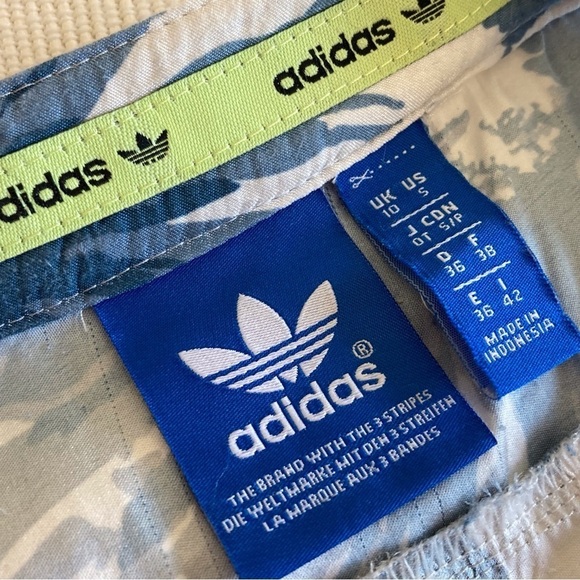 adidas
adidas
adidas
adidas®
THE BRAND WITH THE 3 STRIPES
DIE WELTMARKE MIT DEN 3 STREIFEN
LA MARQUE AUX 3 BANDES
UK US
10 S
J CDN
OT S/P
D F
36 38
E I
36 42
MADE IN
INDONESIA